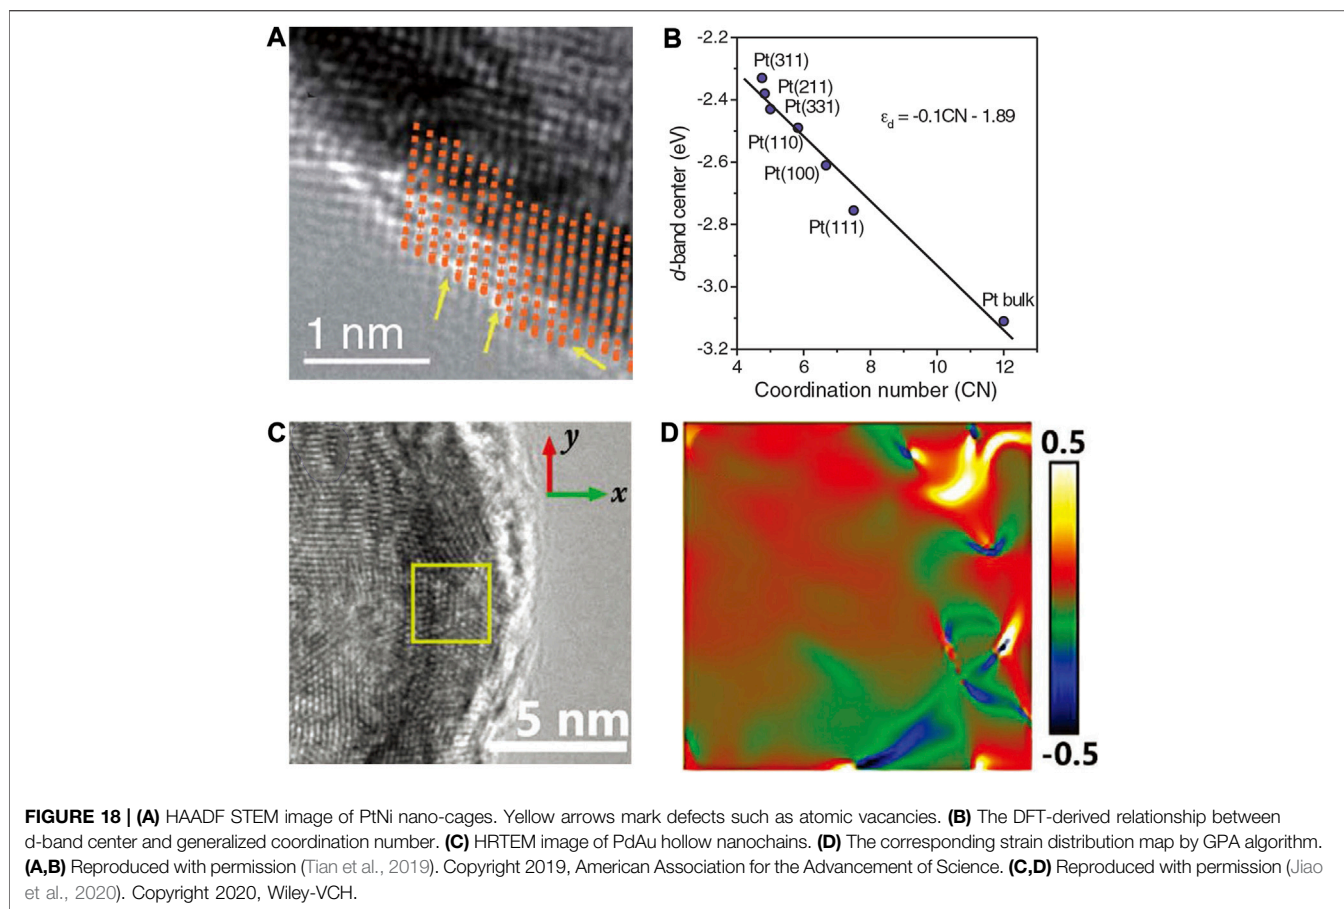 A
1 nm
B
-2.2
-2.4
-2.6
-2.8
-3.0
-3.2
d-band center (eV)
Pt(311)
Pt(211)
Pt(331)
Pt(110)
Pt(100)
Pt(111)
Pt bulk
εd = -0.1CN - 1.89
4 6 8 10 12
Coordination number (CN)
C
y
x
5 nm
D
0.5
-0.5
FIGURE 18 | (A) HAADF STEM image of PtNi nano-cages. Yellow arrows mark defects such as atomic vacancies. (B) The DFT-derived relationship between
d-band center and generalized coordination number. (C) HRTEM image of PdAu hollow nanochains. (D) The corresponding strain distribution map by GPA algorithm.
(A,B) Reproduced with permission (Tian et al., 2019). Copyright 2019, American Association for the Advancement of Science. (C,D) Reproduced with permission (Jiao
et al., 2020). Copyright 2020, Wiley-VCH.